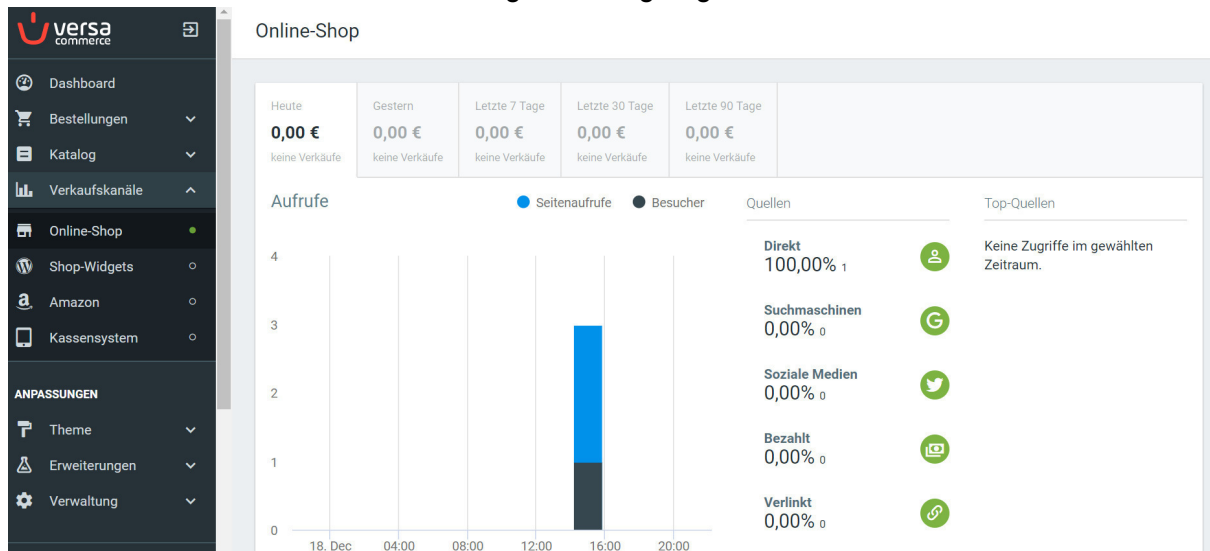 versa
commerce
Dashboard
Bestellungen
Katalog
Verkaufskanäle
Online-Shop
Shop-Widgets
Amazon
Kassensystem
ANPASSUNGEN
Theme
Erweiterungen
Verwaltung
Online-Shop
Heute
0,00 €
keine Verkäufe
Gestern
0,00 €
keine Verkäufe
Letzte 7 Tage
0,00 €
keine Verkäufe
Letzte 30 Tage
0,00 €
keine Verkäufe
Letzte 90 Tage
0,00 €
keine Verkäufe
Aufrufe
Seitenaufrufe
Besucher
4
3
2
1
0
18. Dec 04:00 08:00 12:00 16:00 20:00
Quellen
Direkt
100,00% 1
Suchmaschinen
0,00% 0
Soziale Medien
0,00% 0
Bezahlt
0,00% 0
Verlinkt
0,00% 0
Top-Quellen
Keine Zugriffe im gewählten
Zeitraum.